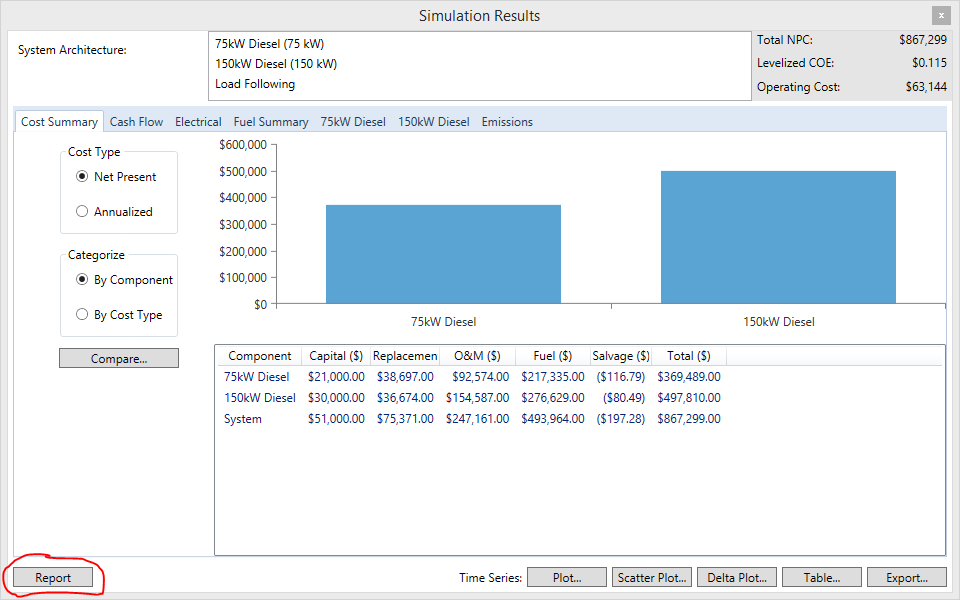 Simulation Results
x
System Architecture:
75kW Diesel (75 kW)
150kW Diesel (150 kW)
Load Following
Total NPC: $867,299
Levelized COE: $0.115
Operating Cost: $63,144
Cost Summary Cash Flow Electrical Fuel Summary 75kW Diesel 150kW Diesel Emissions
Cost Type
Net Present
Annualized
Categorize
By Component
By Cost Type
Compare...
$600,000
$500,000
$400,000
$300,000
$200,000
$100,000
$0
75kW Diesel 150kW Diesel
Component Capital ($) Replacemen O&M ($) Fuel ($) Salvage ($) Total ($)
75kW Diesel $21,000.00 $38,697.00 $92,574.00 $217,335.00 ($116.79) $369,489.00
150kW Diesel $30,000.00 $36,674.00 $154,587.00 $276,629.00 ($80.49) $497,810.00
System $51,000.00 $75,371.00 $247,161.00 $493,964.00 ($197.28) $867,299.00
Report Time Series: Plot... Scatter Plot... Delta Plot... Table... Export...